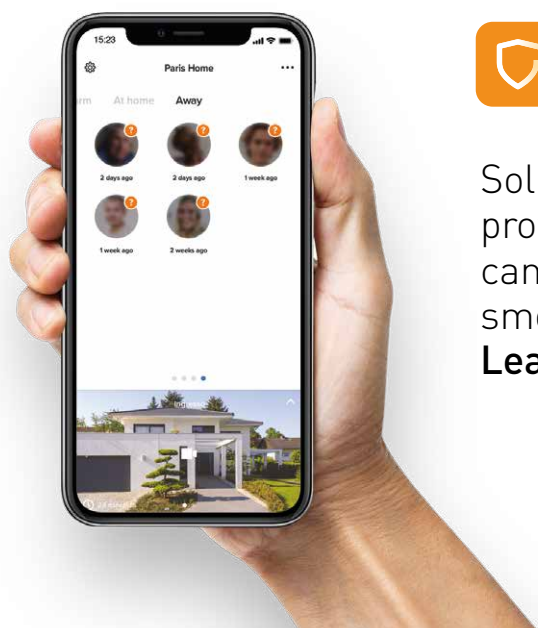 15:23
Paris Home
At home Away
? ? ?
2 days ago 2 days ago 1 week ago
? ?
1 week ago 2 weeks ago
Sol
pro
can
smo
Lea